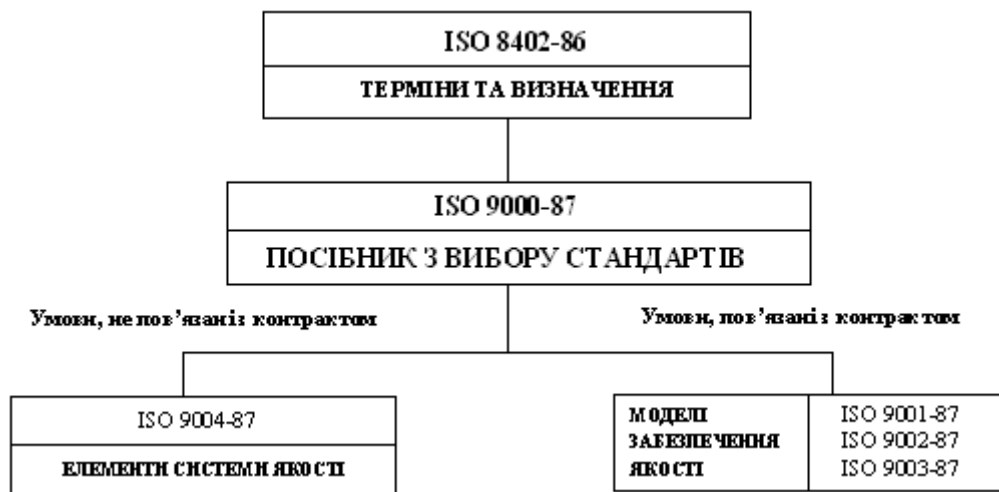 ISO 8402-86
ТЕРМІНИ ТА ВИЗНАЧЕННЯ
ISO 9000-87
ПОСІБНИК З ВИБОРУ СТАНДАРТІВ
Умови, не пов’язані із контрактом
Умови, пов’язані з контрактом
ISO 9004-87
ЕЛЕМЕНТИ СИСТЕМИ ЯКОСТІ
МОДЕЛІ
ЗАБЕЗПЕЧЕННЯ
ЯКОСТІ
ISO 9001-87
ISO 9002-87
ISO 9003-87